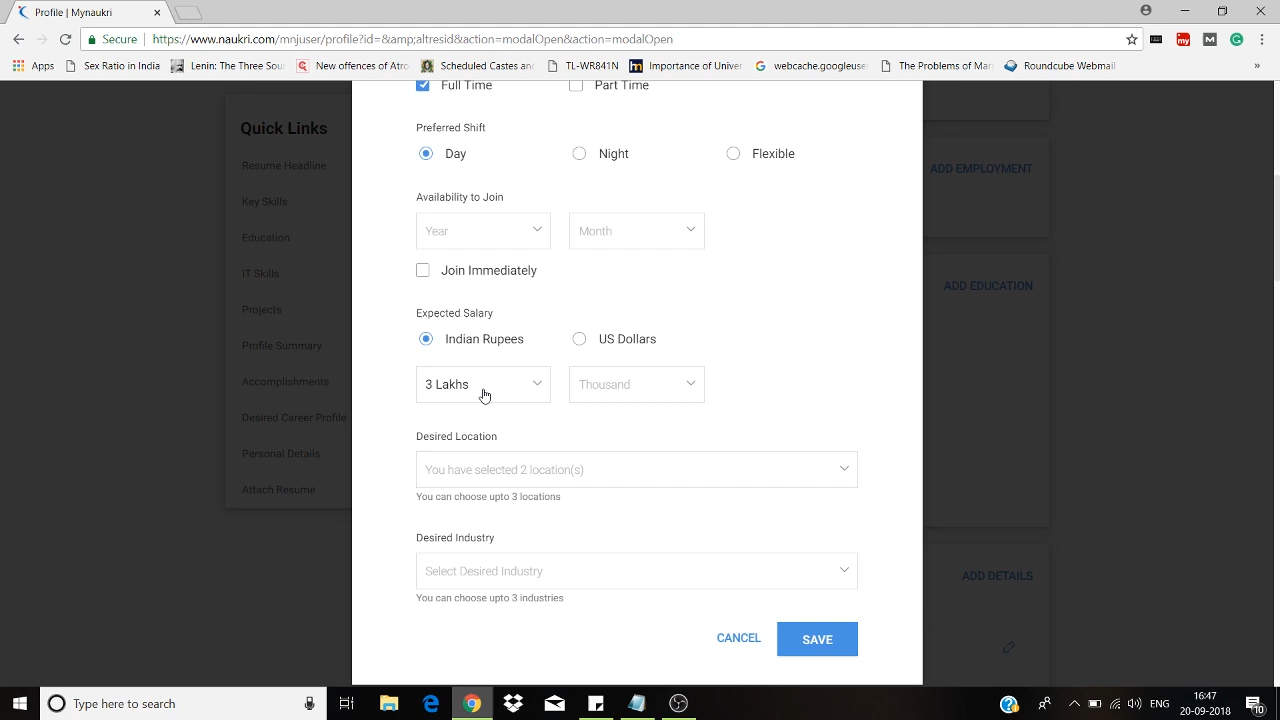 Profile | Mynaukri
Secure | https://www.naukri.com/mnjuser/profile?id=&amp;altresid&action=modalOpen&action=modalOpen
Apps Sex Ratio in India Lenin: The Three Sou New offences of Atro Scheduled Castes an TL-WR841N Importance of Univer webcache.googleuse The Problems of Mar Roundcube Webmail »
Full Time Part Time
Quick Links
Preferred Shift
Day Night Flexible
Resume Headline
ADD EMPLOYMENT
Key Skills
Availability to Join
Year Month
Education
IT Skills
Join Immediately
ADD EDUCATION
Projects
Expected Salary
Indian Rupees US Dollars
Profile Summary
Accomplishments
3 Lakhs Thousand
Desired Career Profile
Desired Location
Personal Details
You have selected 2 location(s)
Attach Resume
You can choose upto 3 locations
Desired Industry
Select Desired Industry
ADD DETAILS
You can choose upto 3 industries
CANCEL SAVE
Type here to search
ENG
16:47
20-09-2018